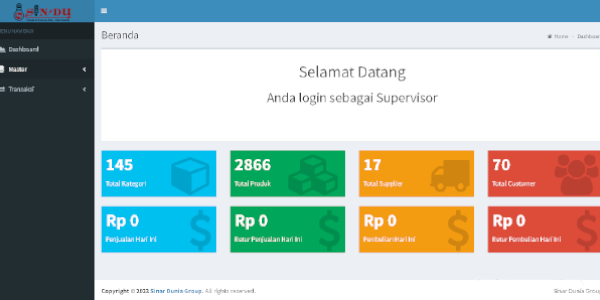 SIN-DU
MENU NAVIGASI
Beranda
Home > Dashboard
Dashboard
Master
Transaksi
Selamat Datang
Anda login sebagai Supervisor
145
Total Kategori
2866
Total Produk
17
Total Supplier
70
Total Customer
Rp 0
Penjualan Hari Ini
Rp 0
Retur Penjualan Hari Ini
Rp 0
Pembelian Hari Ini
Rp 0
Retur Pembelian Hari Ini
Copyright © 2022 Sinar Dunia Group. All rights reserved.
Sinar Dunia Group